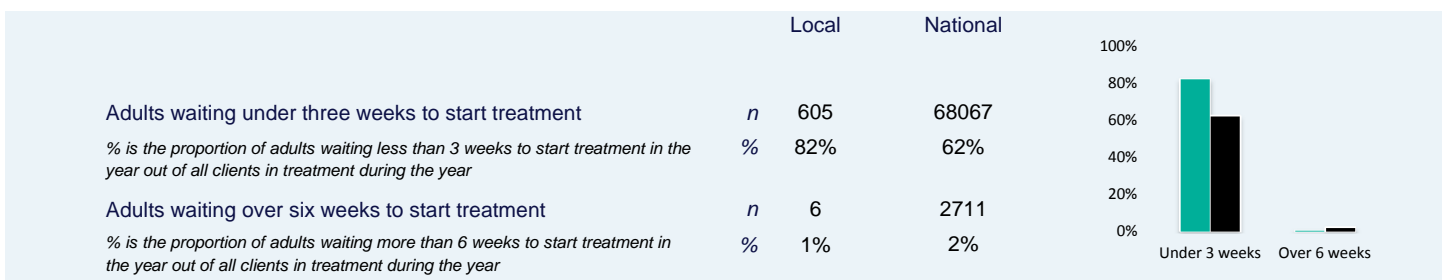 Local National
Adults waiting under three weeks to start treatment n 605 68067
% is the proportion of adults waiting less than 3 weeks to start treatment in the % 82% 62%
year out of all clients in treatment during the year
Adults waiting over six weeks to start treatment n 6 2711
% is the proportion of adults waiting more than 6 weeks to start treatment in % 1% 2%
the year out of all clients in treatment during the year
100%
80%
60%
40%
20%
0%
Under 3 weeks Over 6 weeks